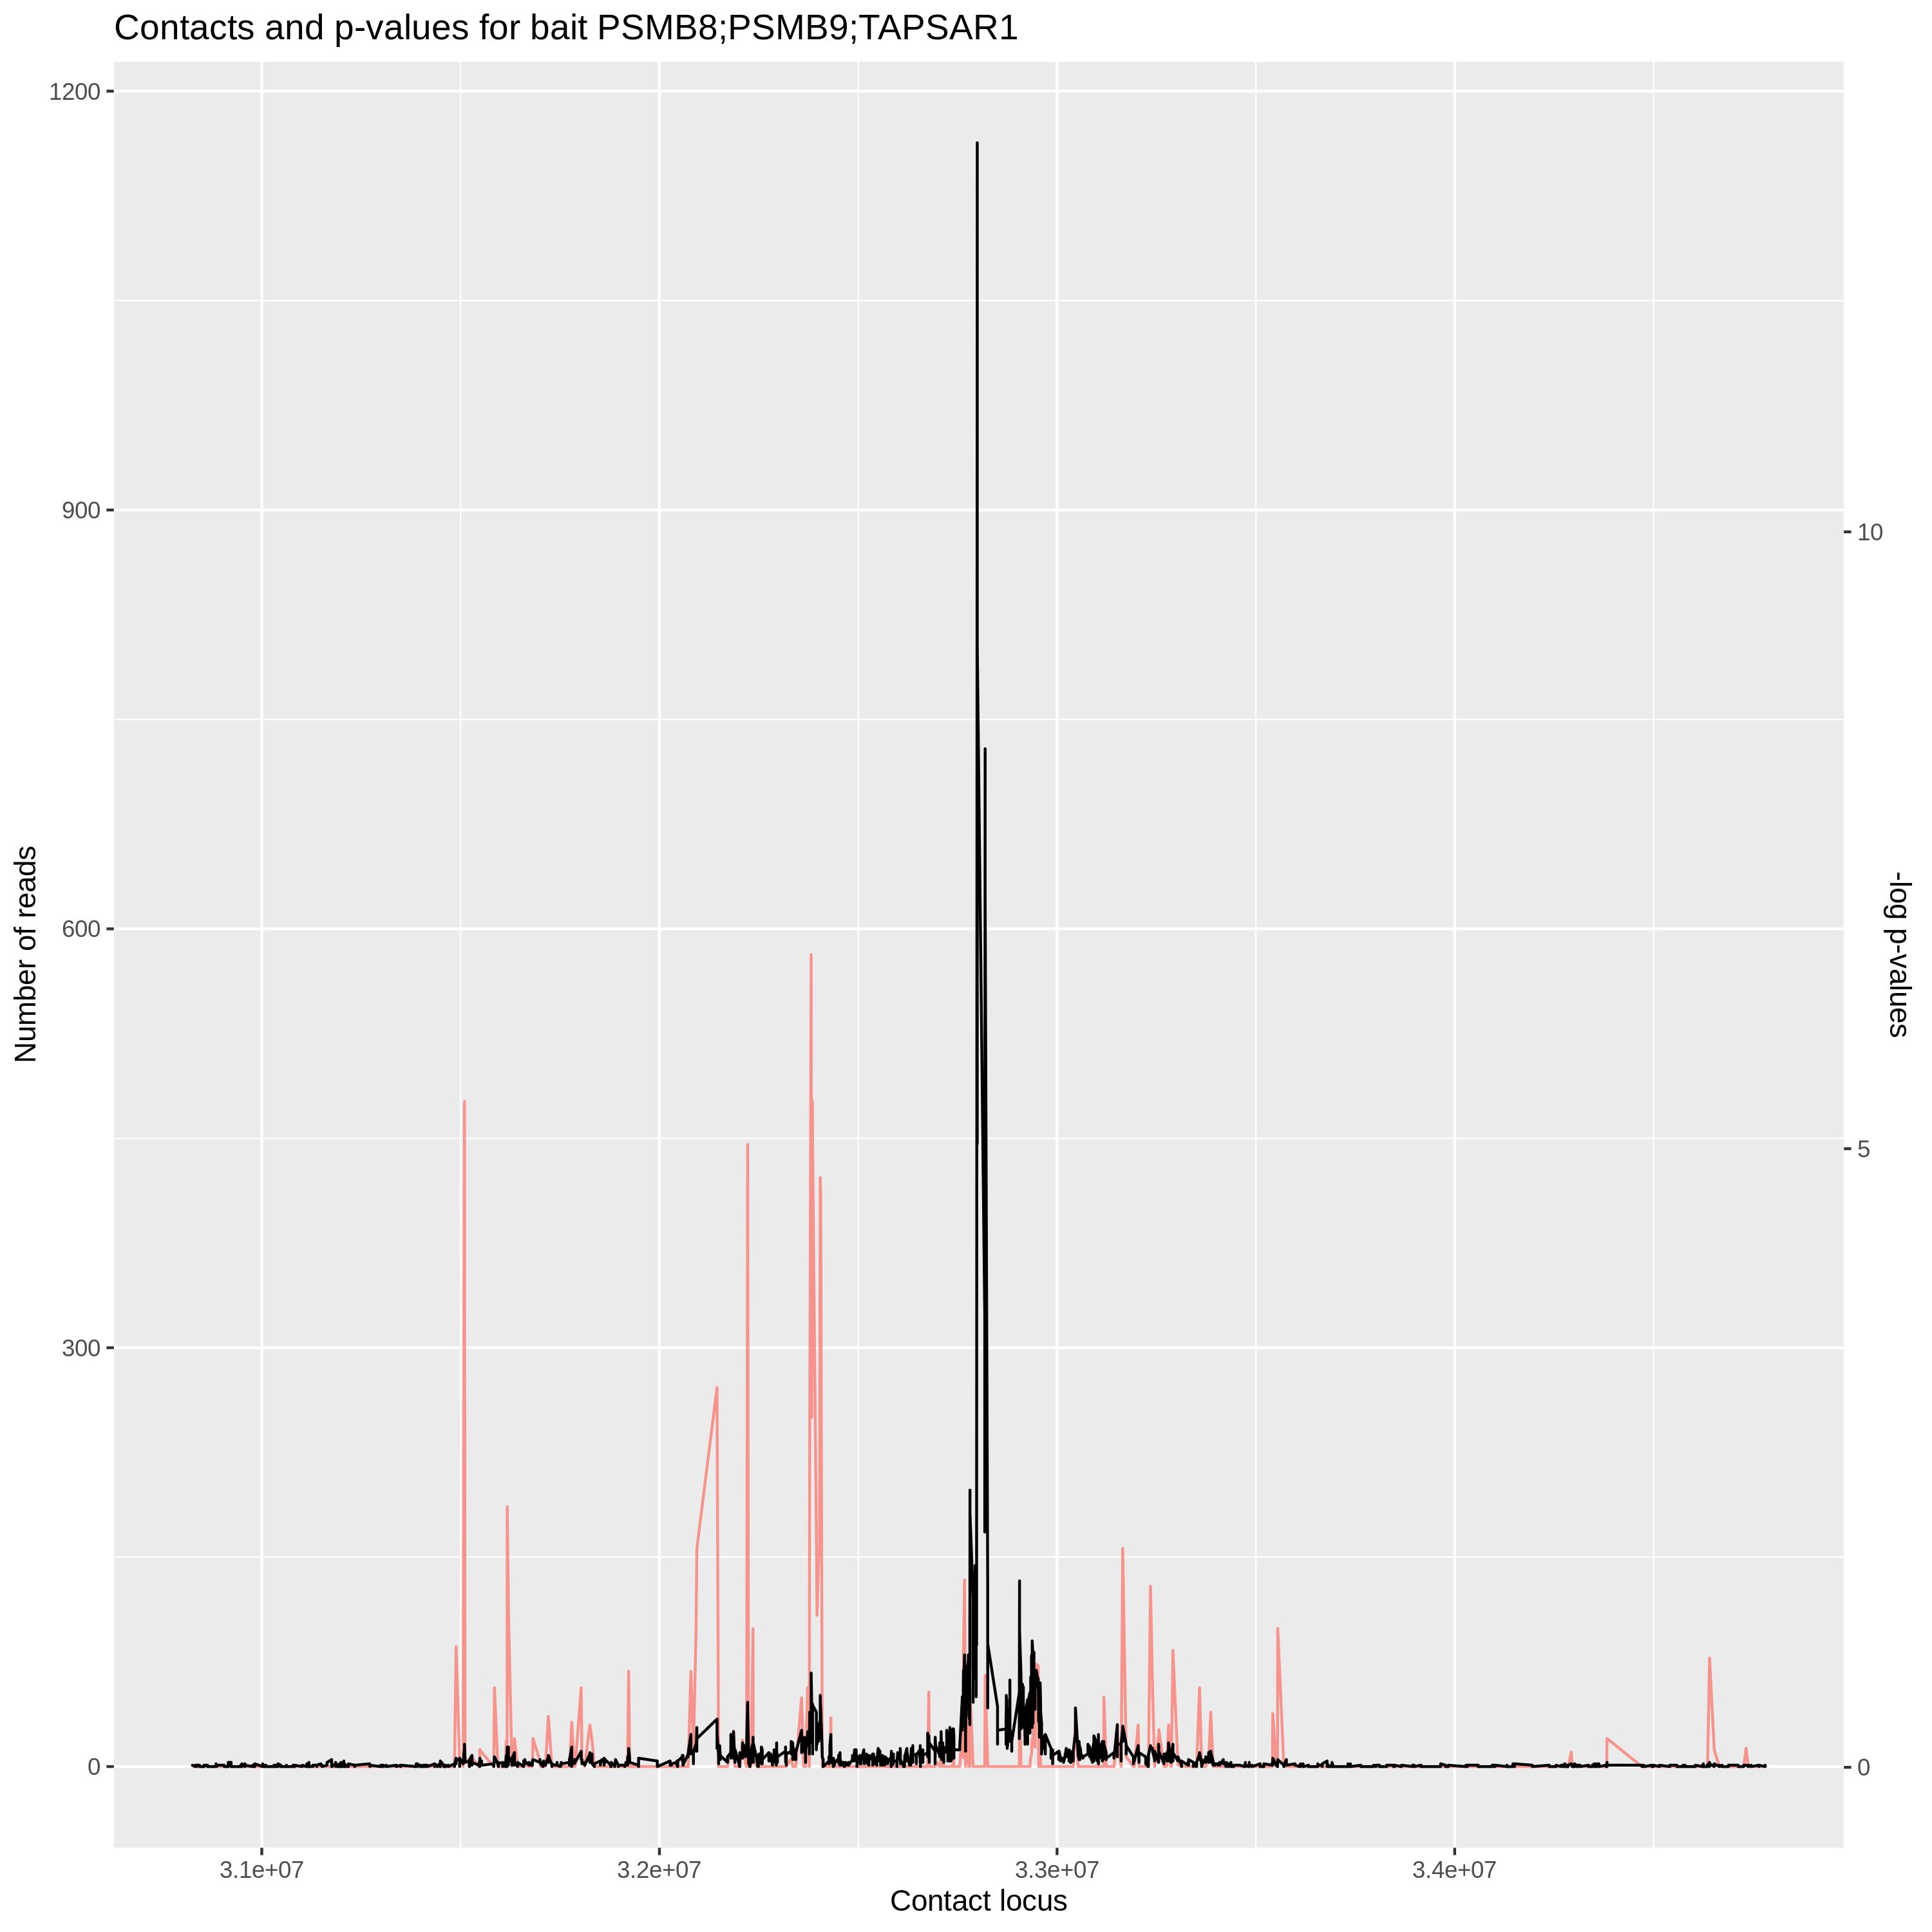 Contacts and p-values for bait PSMB8;PSMB9;TAPSAR1
1200
900
600
300
0
Number of reads
10
5
0
-log p-values
3.1e+07
3.2e+07
3.3e+07
3.4e+07
Contact locus